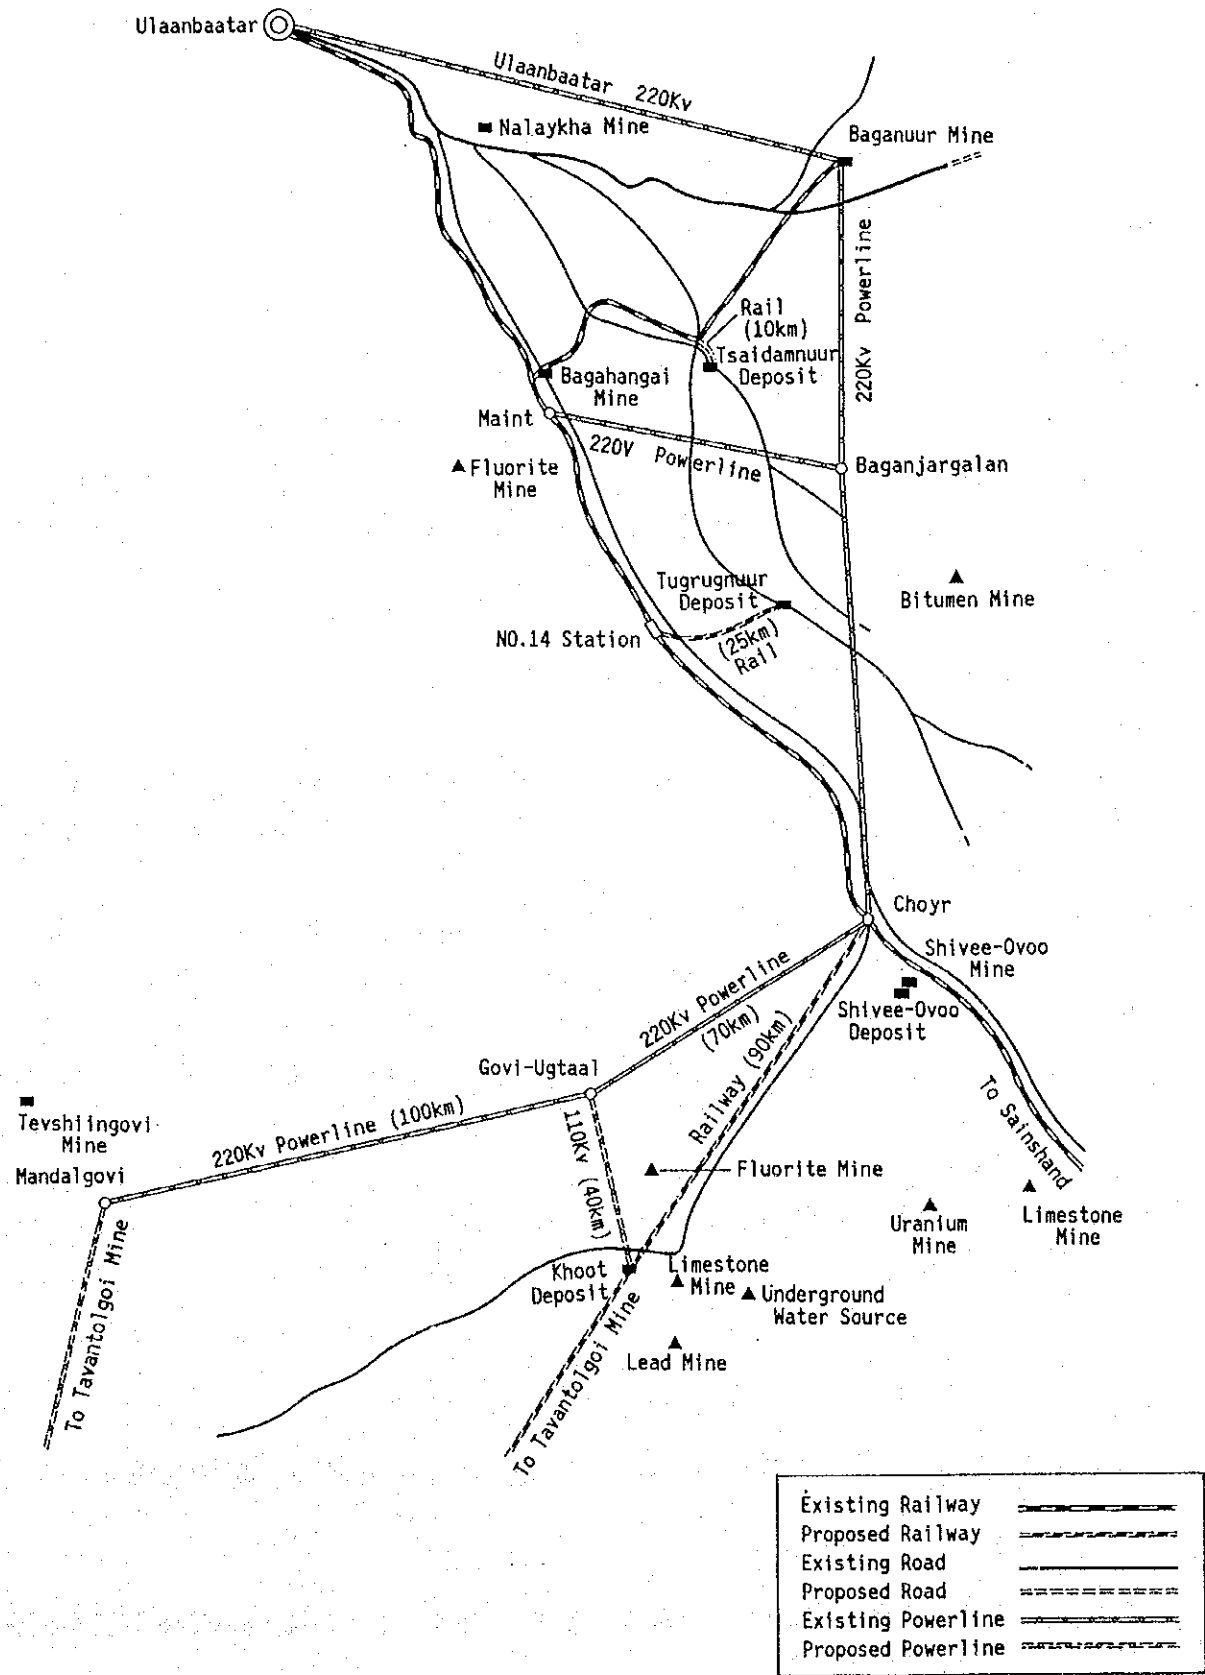 Ulaanbaatar
Ulaanbaatar 220Kv
Nalaykha Mine
Baganuur Mine
220Kv Powerline
Rail
(10km)
Tsaidamnuur
Deposit
Bagahangai
Mine
Maint
220V Powerline
Baganjargalan
Fluorite
Mine
Tugrugnuur
Deposit
Bitumen Mine
NO.14 Station
(25km)
Rail
Choyr
Shivee-Ovoo
Mine
220Kv Powerline
(70km)
Shivee-Ovoo
Deposit
Railway (90km)
Govi-Ugtaal
To Sainshand
Tevshiingovi
Mine
220Kv Powerline (100km)
110Kv (40km)
Mandalgovi
Fluorite Mine
Uranium
Mine
Limestone
Mine
Khoot
Deposit
Limestone
Mine
Underground
Water Source
To Tavantolgoi Mine
Lead Mine
To Tavantolgoi Mine
Existing Railway
Proposed Railway
Existing Road
Proposed Road
Existing Powerline
Proposed Powerline